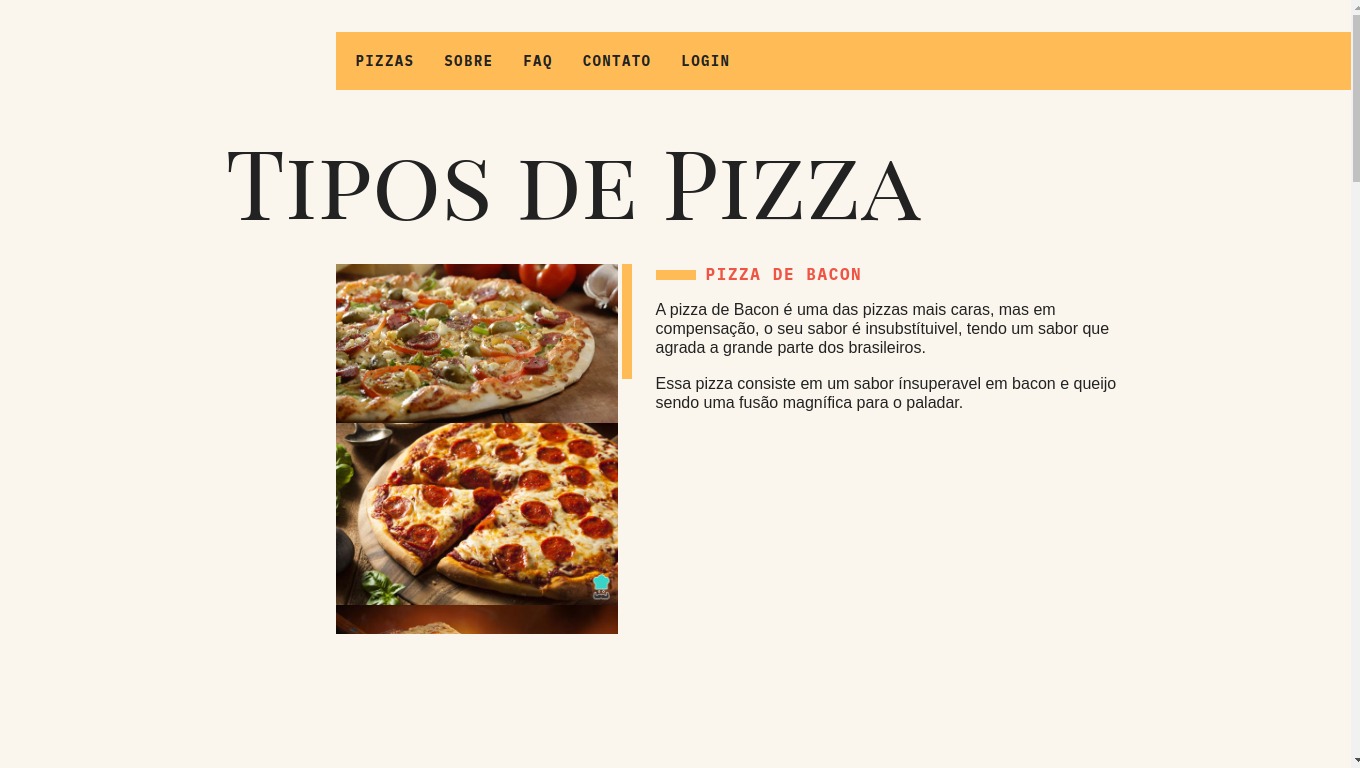 PIZZAS SOBRE FAQ CONTATO LOGIN
Tipos de Pizza
PIZZA DE BACON
A pizza de Bacon é uma das pizzas mais caras, mas em
compensação, o seu sabor é insubstítuivel, tendo um sabor que
agrada a grande parte dos brasileiros.
Essa pizza consiste em um sabor ínsuperavel em bacon e queijo
sendo uma fusão magnífica para o paladar.